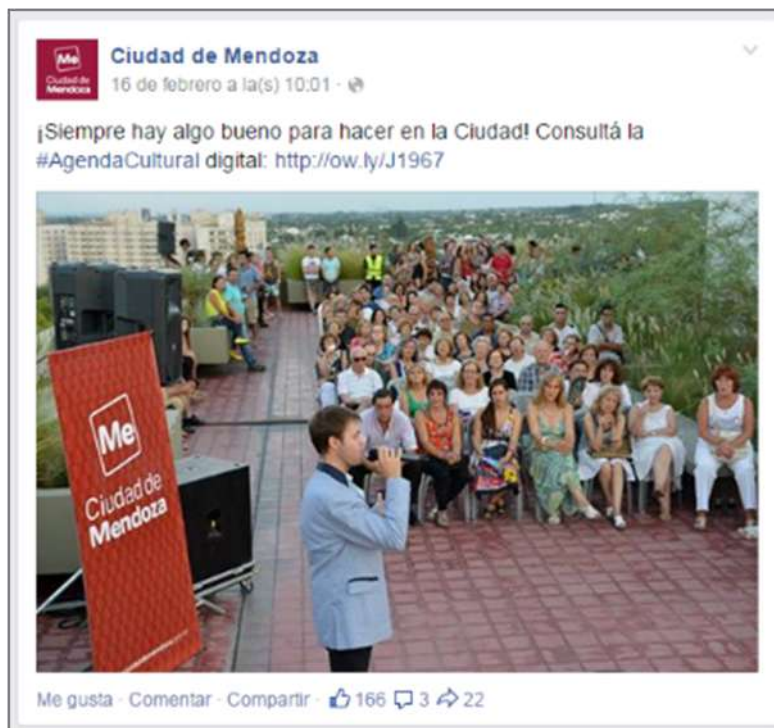 Me
Ciudad de
Mendoza
Ciudad de Mendoza
16 de febrero a la(s) 10:01 ·
¡Siempre hay algo bueno para hacer en la Ciudad! Consultá la
#AgendaCultural digital: http://ow.ly/J1967
Me
Ciudad de
Mendoza
Me gusta · Comentar · Compartir · 166 3 22